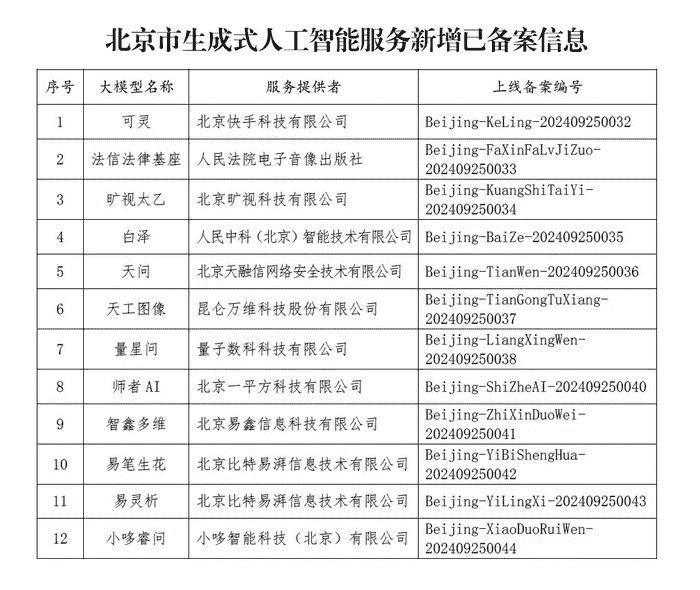 北京市生成式人工智能服务新增已备案信息
序号 大模型名称 服务提供者 上线备案编号
1 可灵 北京快手科技有限公司 Beijing-KeLing-202409250032
2 法信法律基座 人民法院电子音像出版社 Beijing-FaXinFaLvJiZuo-
202409250033
3 旷视太乙 北京旷视科技有限公司 Beijing-KuangShiTaiYi-
202409250034
4 白泽 人民中科（北京）智能技术有限公司 Beijing-BaiZe-202409250035
5 天问 北京天融信网络安全技术有限公司 Beijing-TianWen-202409250036
6 天工图像 昆仑万维科技股份有限公司 Beijing-TianGongTuXiang-
202409250037
7 量星问 量子数科科技有限公司 Beijing-LiangXingWen-
202409250038
8 师者 AI 北京一平方科技有限公司 Beijing-ShiZheAI-202409250040
9 智鑫多维 北京易鑫信息科技有限公司 Beijing-ZhiXinDuoWei-
202409250041
10 易笔生花 北京比特易湃信息技术有限公司 Beijing-YiBiShengHua-
202409250042
11 易灵析 北京比特易湃信息技术有限公司 Beijing-YiLingXi-202409250043
12 小哆睿问 小哆智能科技（北京）有限公司 Beijing-XiaoDuoRuiWen-
202409250044